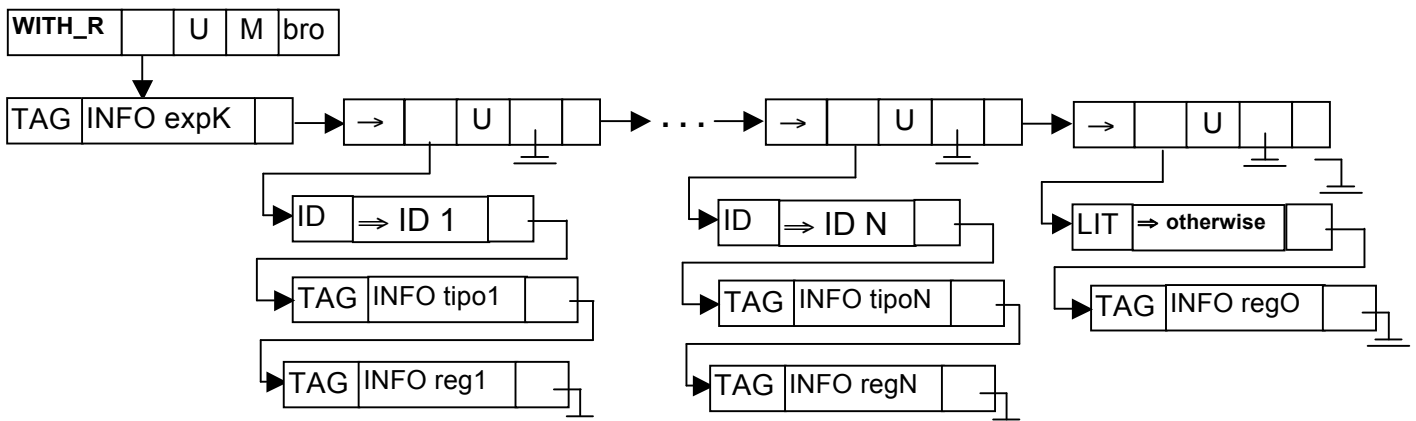 WITH_R U M bro
TAG INFO expK → U . . . → U → U
ID ⇒ ID 1 ID ⇒ ID N LIT ⇒ otherwise
TAG INFO tipo1 TAG INFO tipoN TAG INFO regO
TAG INFO reg1 TAG INFO regN